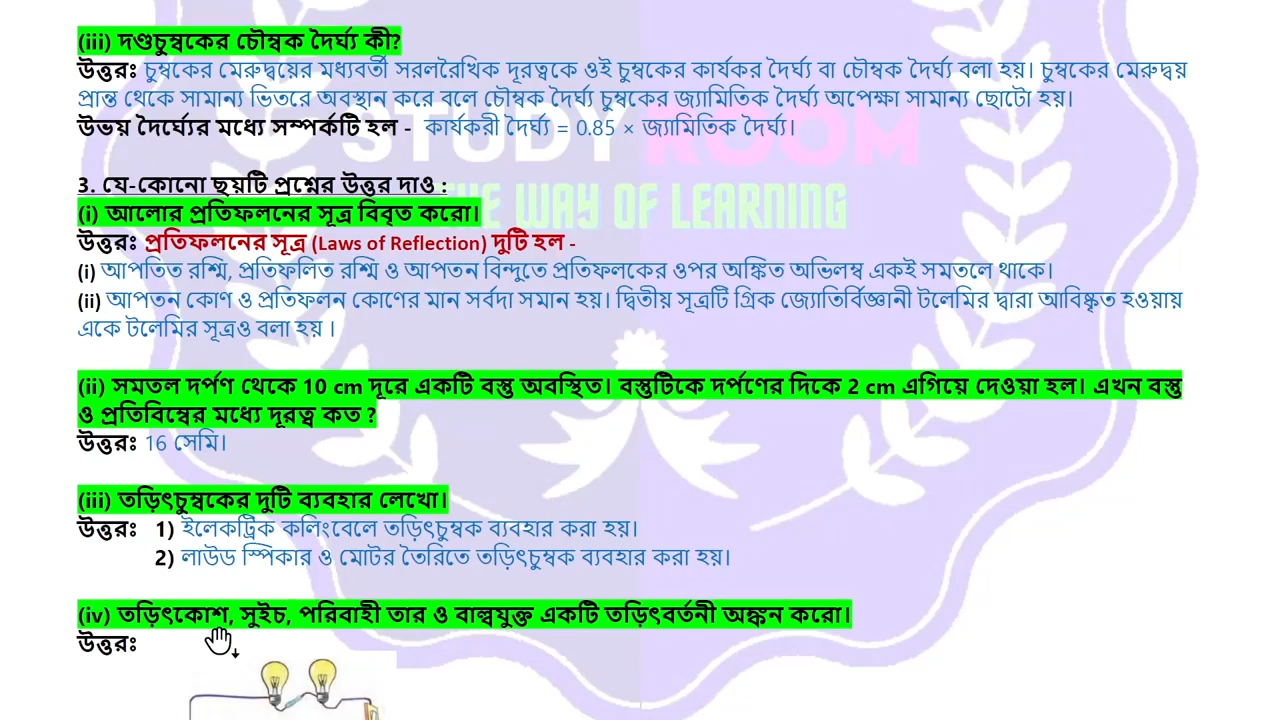 (iii) দণ্ডচুম্বকের চৌম্বক দৈর্ঘ্য কী?
উত্তরঃ চুম্বকের মেরুদ্বয়ের মধ্যবর্তী সরলরৈখিক দূরত্বকে ওই চুম্বকের কার্যকর দৈর্ঘ্য বা চৌম্বক দৈর্ঘ্য বলা হয়। চুম্বকের মেরুদ্বয়
প্রান্ত থেকে সামান্য ভিতরে অবস্থান করে বলে চৌম্বক দৈর্ঘ্য চুম্বকের জ্যামিতিক দৈর্ঘ্য অপেক্ষা সামান্য ছোটো হয়।
উভয় দৈর্ঘ্যের মধ্যে সম্পর্কটি হল - কার্যকরী দৈর্ঘ্য = 0.85 × জ্যামিতিক দৈর্ঘ্য।
STUDY ROOM
3. যে-কোনো ছয়টি প্রশ্নের উত্তর দাও :
THE WAY OF LEARNING
(i) আলোর প্রতিফলনের সূত্র বিবৃত করো।
উত্তরঃ প্রতিফলনের সূত্র (Laws of Reflection) দুটি হল -
(i) আপতিত রশ্মি, প্রতিফলিত রশ্মি ও আপতন বিন্দুতে প্রতিফলকের ওপর অঙ্কিত অভিলম্ব একই সমতলে থাকে।
(ii) আপতন কোণ ও প্রতিফলন কোণের মান সর্বদা সমান হয়। দ্বিতীয় সূত্রটি গ্রিক জ্যোতির্বিজ্ঞানী টলেমির দ্বারা আবিষ্কৃত হওয়ায়
একে টলেমির সূত্রও বলা হয় ।
(ii) সমতল দর্পণ থেকে 10 cm দূরে একটি বস্তু অবস্থিত। বস্তুটিকে দর্পণের দিকে 2 cm এগিয়ে দেওয়া হল। এখন বস্তু
ও প্রতিবিম্বের মধ্যে দূরত্ব কত ?
উত্তরঃ 16 সেমি।
(iii) তড়িৎচুম্বকের দুটি ব্যবহার লেখো।
উত্তরঃ 1) ইলেকট্রিক কলিংবেলে তড়িৎচুম্বক ব্যবহার করা হয়।
2) লাউড স্পিকার ও মোটর তৈরিতে তড়িৎচুম্বক ব্যবহার করা হয়।
(iv) তড়িৎকোশ, সুইচ, পরিবাহী তার ও বাল্বযুক্ত একটি তড়িৎবর্তনী অঙ্কন করো।
উত্তরঃ